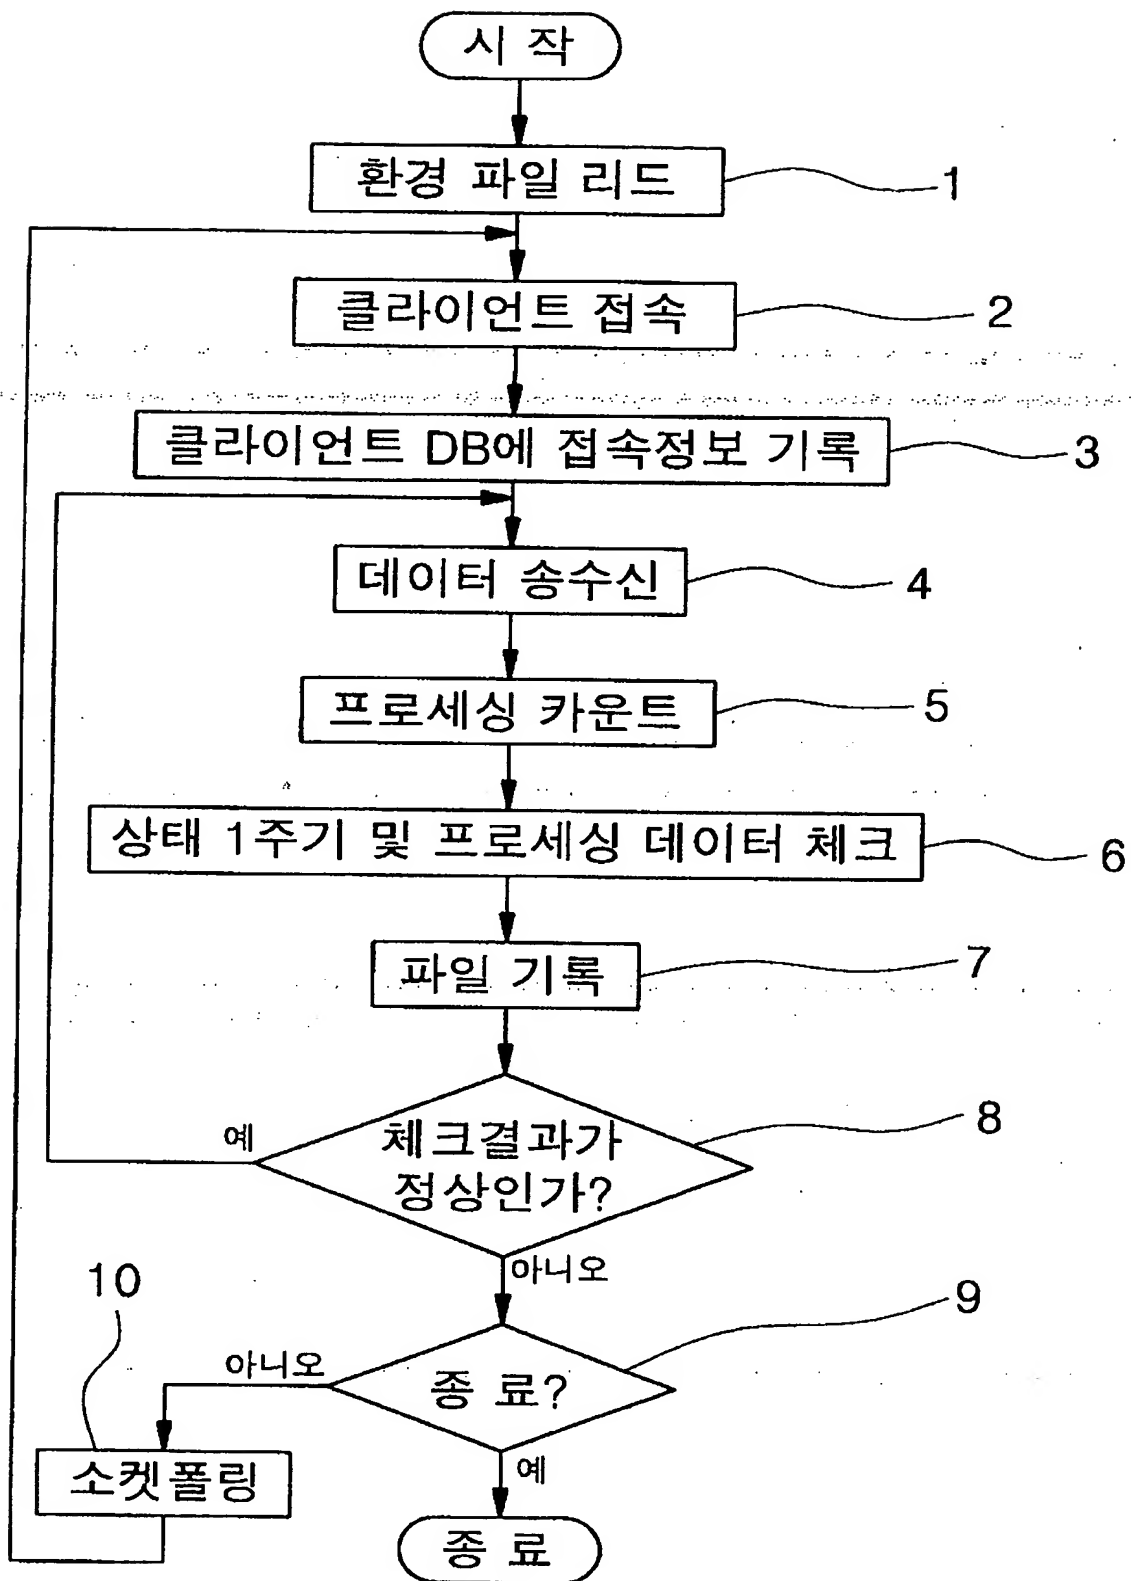 시 작
환경 파일 리드
1
클라이언트 접속
2
클라이언트 DB에 접속정보 기록
3
데이터 송수신
4
프로세싱 카운트
5
상태 1주기 및 프로세싱 데이터 체크
6
파일 기록
7
체크결과가
정상인가?
8
예
아니오
종 료?
9
아니오
10
소켓폴링
예
종 료